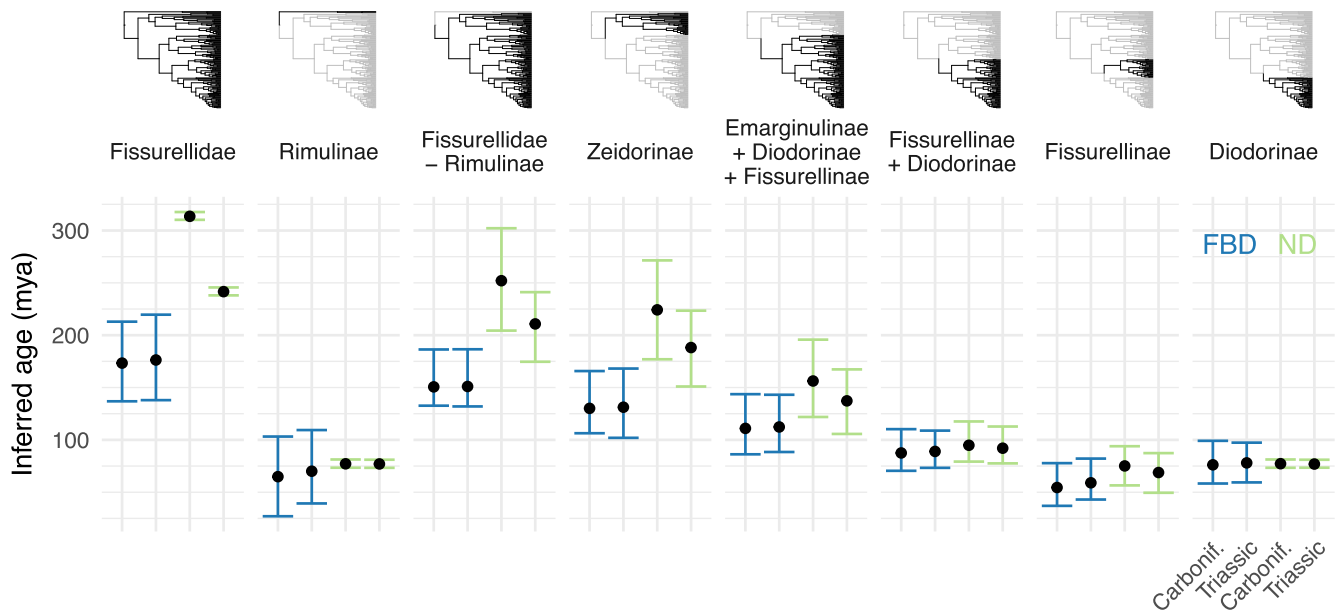 Fissurellidae
Rimulinae
Fissurellidae
– Rimulinae
Zeidorinae
Emarginulinae
+ Diodorinae
+ Fissurellinae
Fissurellinae
+ Diodorinae
Fissurellinae
Diodorinae
Inferred age (mya)
300
200
100
FBD
ND
Carbonif.
Triassic
Carbonif.
Triassic